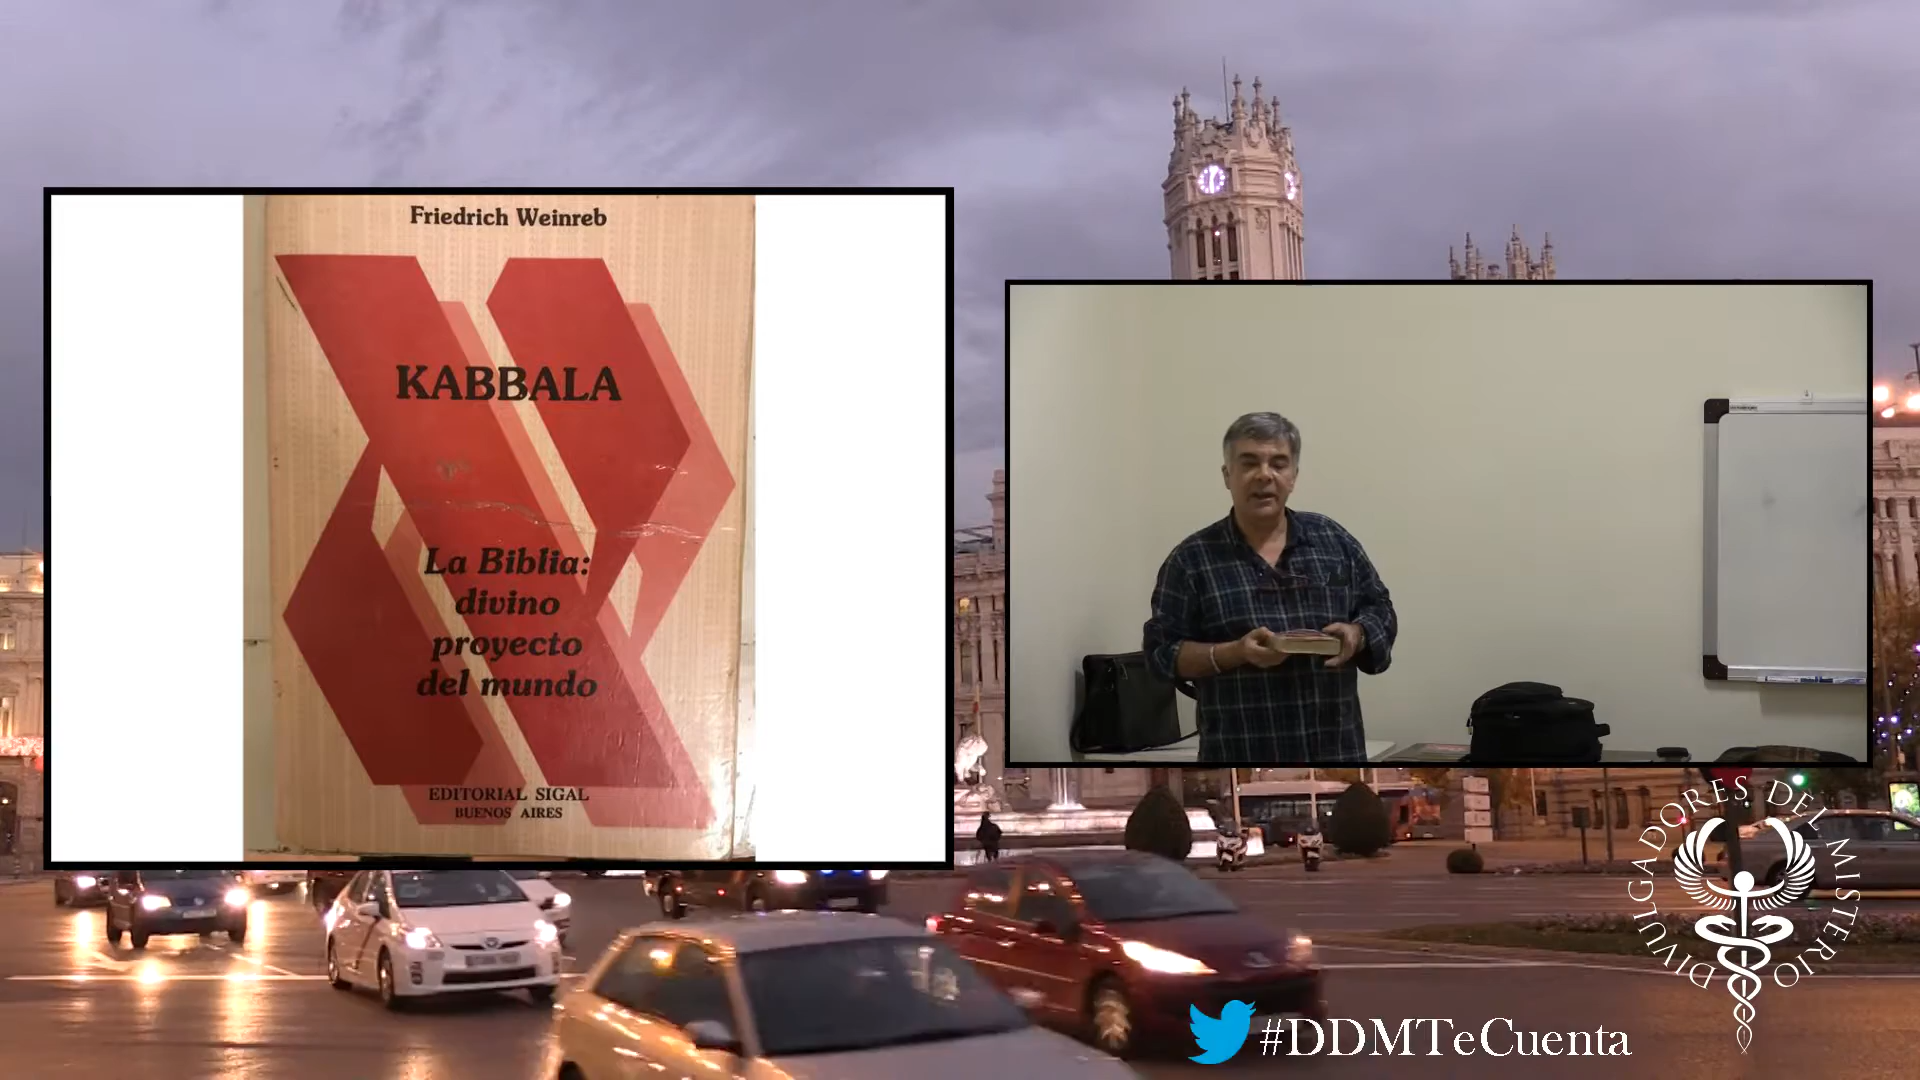 Friedrich Weinreb
KABBALA
La Biblia:
divino
proyecto
del mundo
EDITORIAL SIGAL
BUENOS AIRES
DIVULGADORES DEL MISTERIO
#DDMTeCuenta